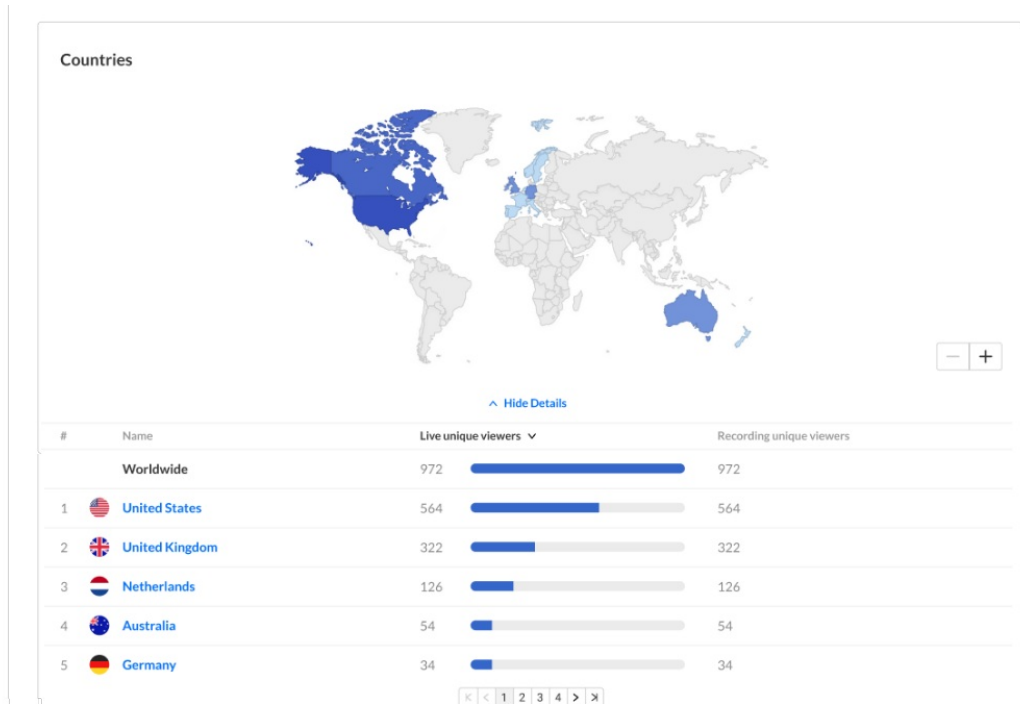 Countries
− +
Hide Details
# Name Live unique viewers Recording unique viewers
Worldwide 972 972
1 United States 564 564
2 United Kingdom 322 322
3 Netherlands 126 126
4 Australia 54 54
5 Germany 34 34
1 2 3 4